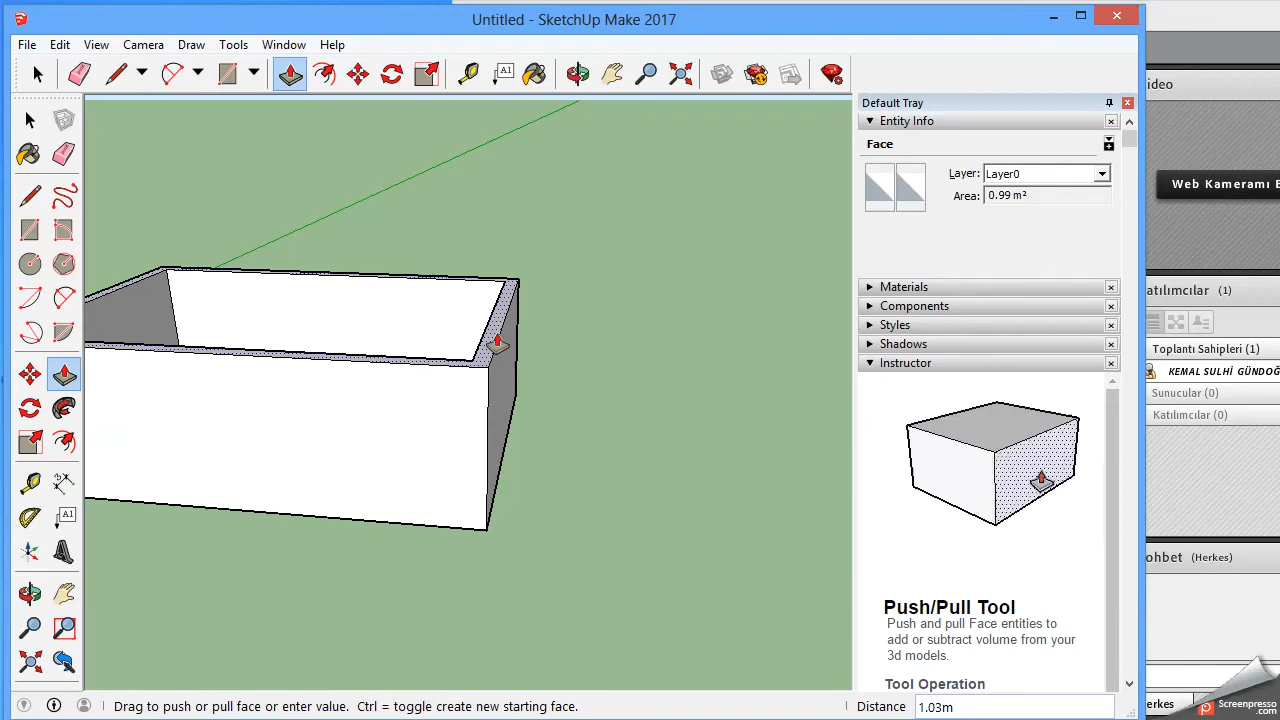 Untitled - SketchUp Make 2017
File Edit View Camera Draw Tools Window Help
A1
Default Tray
Entity Info
Face
Layer: Layer0
Area: 0.99 m²
Materials
Components
Styles
Shadows
Instructor
A1
Push/Pull Tool
Push and pull Face entities to
add or subtract volume from your
3d models.
Tool Operation
Drag to push or pull face or enter value. Ctrl = toggle create new starting face.
Distance 1.03m
ideo
Web Kameramı E
atılımcılar (1)
Toplantı Sahipleri (1)
KEMAL SULHİ GÜNDOĞ
Sunucular (0)
Katılımcılar (0)
ohbet (Herkes)
erkes
Screenpresso
.com